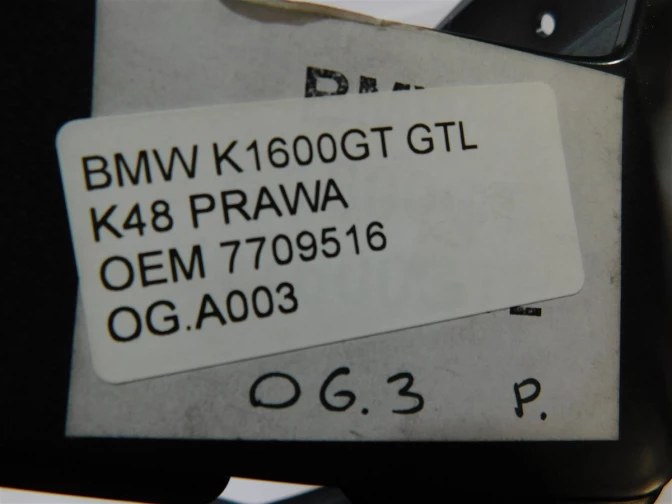 BMW K1600GT GTL
K48 PRAWA
OEM 7709516
OG.A003
OG.3 P.